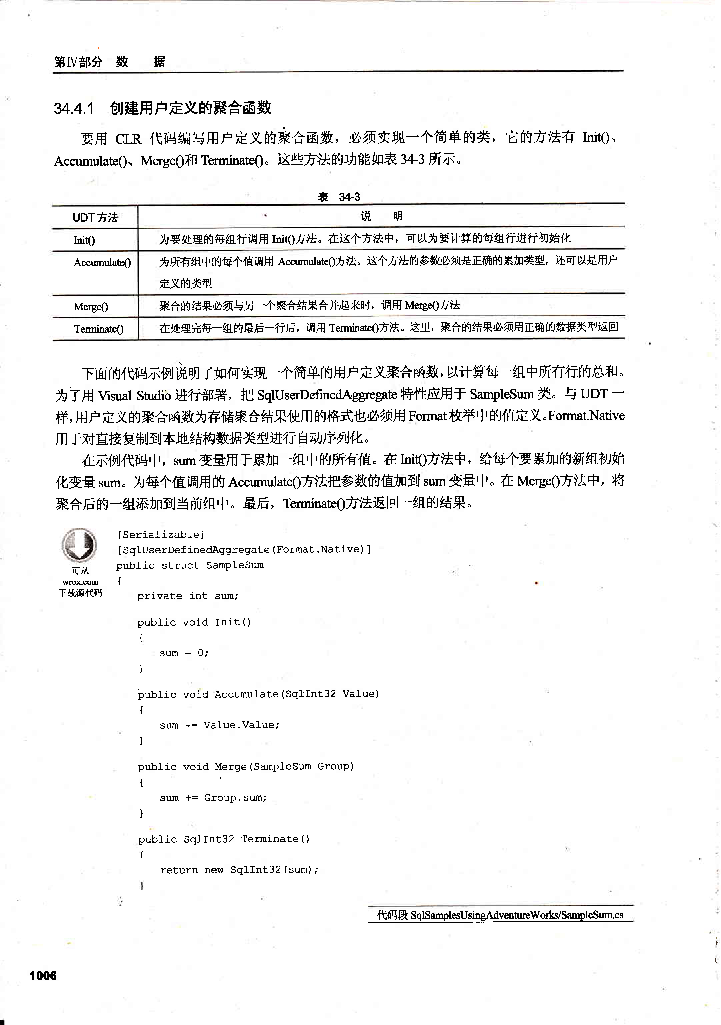 第Ⅳ部分 数 据
34.4.1 创建用户定义的聚合函数
要用 CLR 代码编写用户定义的聚合函数，必须实现一个简单的类，它的方法有 Init()、
Accumulate()、Merge()和 Terminate()。这些方法的功能如表 34-3 所示。
表 34-3
UDT 方法 说 明
Init() 为要处理的每组行调用 Init()方法。在这个方法中，可以为要计算的每组行进行初始化
Accumulate() 为所有组中的每个值调用 Accumulate()方法。这个方法的参数必须是正确的累加类型，还可以是用户
定义的类型
Merge() 聚合的结果必须与另一个聚合结果合并起来时，调用 Merge()方法
Terminate() 在处理完每一组的最后一行后，调用 Terminate()方法。这里，聚合的结果必须用正确的数据类型返回
下面的代码示例说明了如何实现一个简单的用户定义聚合函数，以计算每一组中所有行的总和。
为了用 Visual Studio 进行部署，把 SqlUserDefinedAggregate 特性应用于 SampleSum 类。与 UDT 一
样，用户定义的聚合函数为存储聚合结果使用的格式也必须用 Format 枚举中的值定义。Format.Native
用于对直接复制到本地结构数据类型进行自动序列化。
在示例代码中，sum 变量用于累加一组中的所有值。在 Init()方法中，给每个要累加的新组初始
化变量 sum。为每个值调用的 Accumulate()方法把参数的值加到 sum 变量中。在 Merge()方法中，将
聚合后的一组添加到当前组中。最后，Terminate()方法返回一组的结果。
可从
wrox.com
下载源代码
[Serializable]
[SqlUserDefinedAggregate(Format.Native)]
public struct SampleSum
{
private int sum;
public void Init()
{
sum = 0;
}
public void Accumulate(SqlInt32 Value)
{
sum += Value.Value;
}
public void Merge(SampleSum Group)
{
sum += Group.sum;
}
public SqlInt32 Terminate()
{
return new SqlInt32(sum);
}
}
代码段 SqlSamplesUsingAdventureWorks/SampleSum.cs
1006